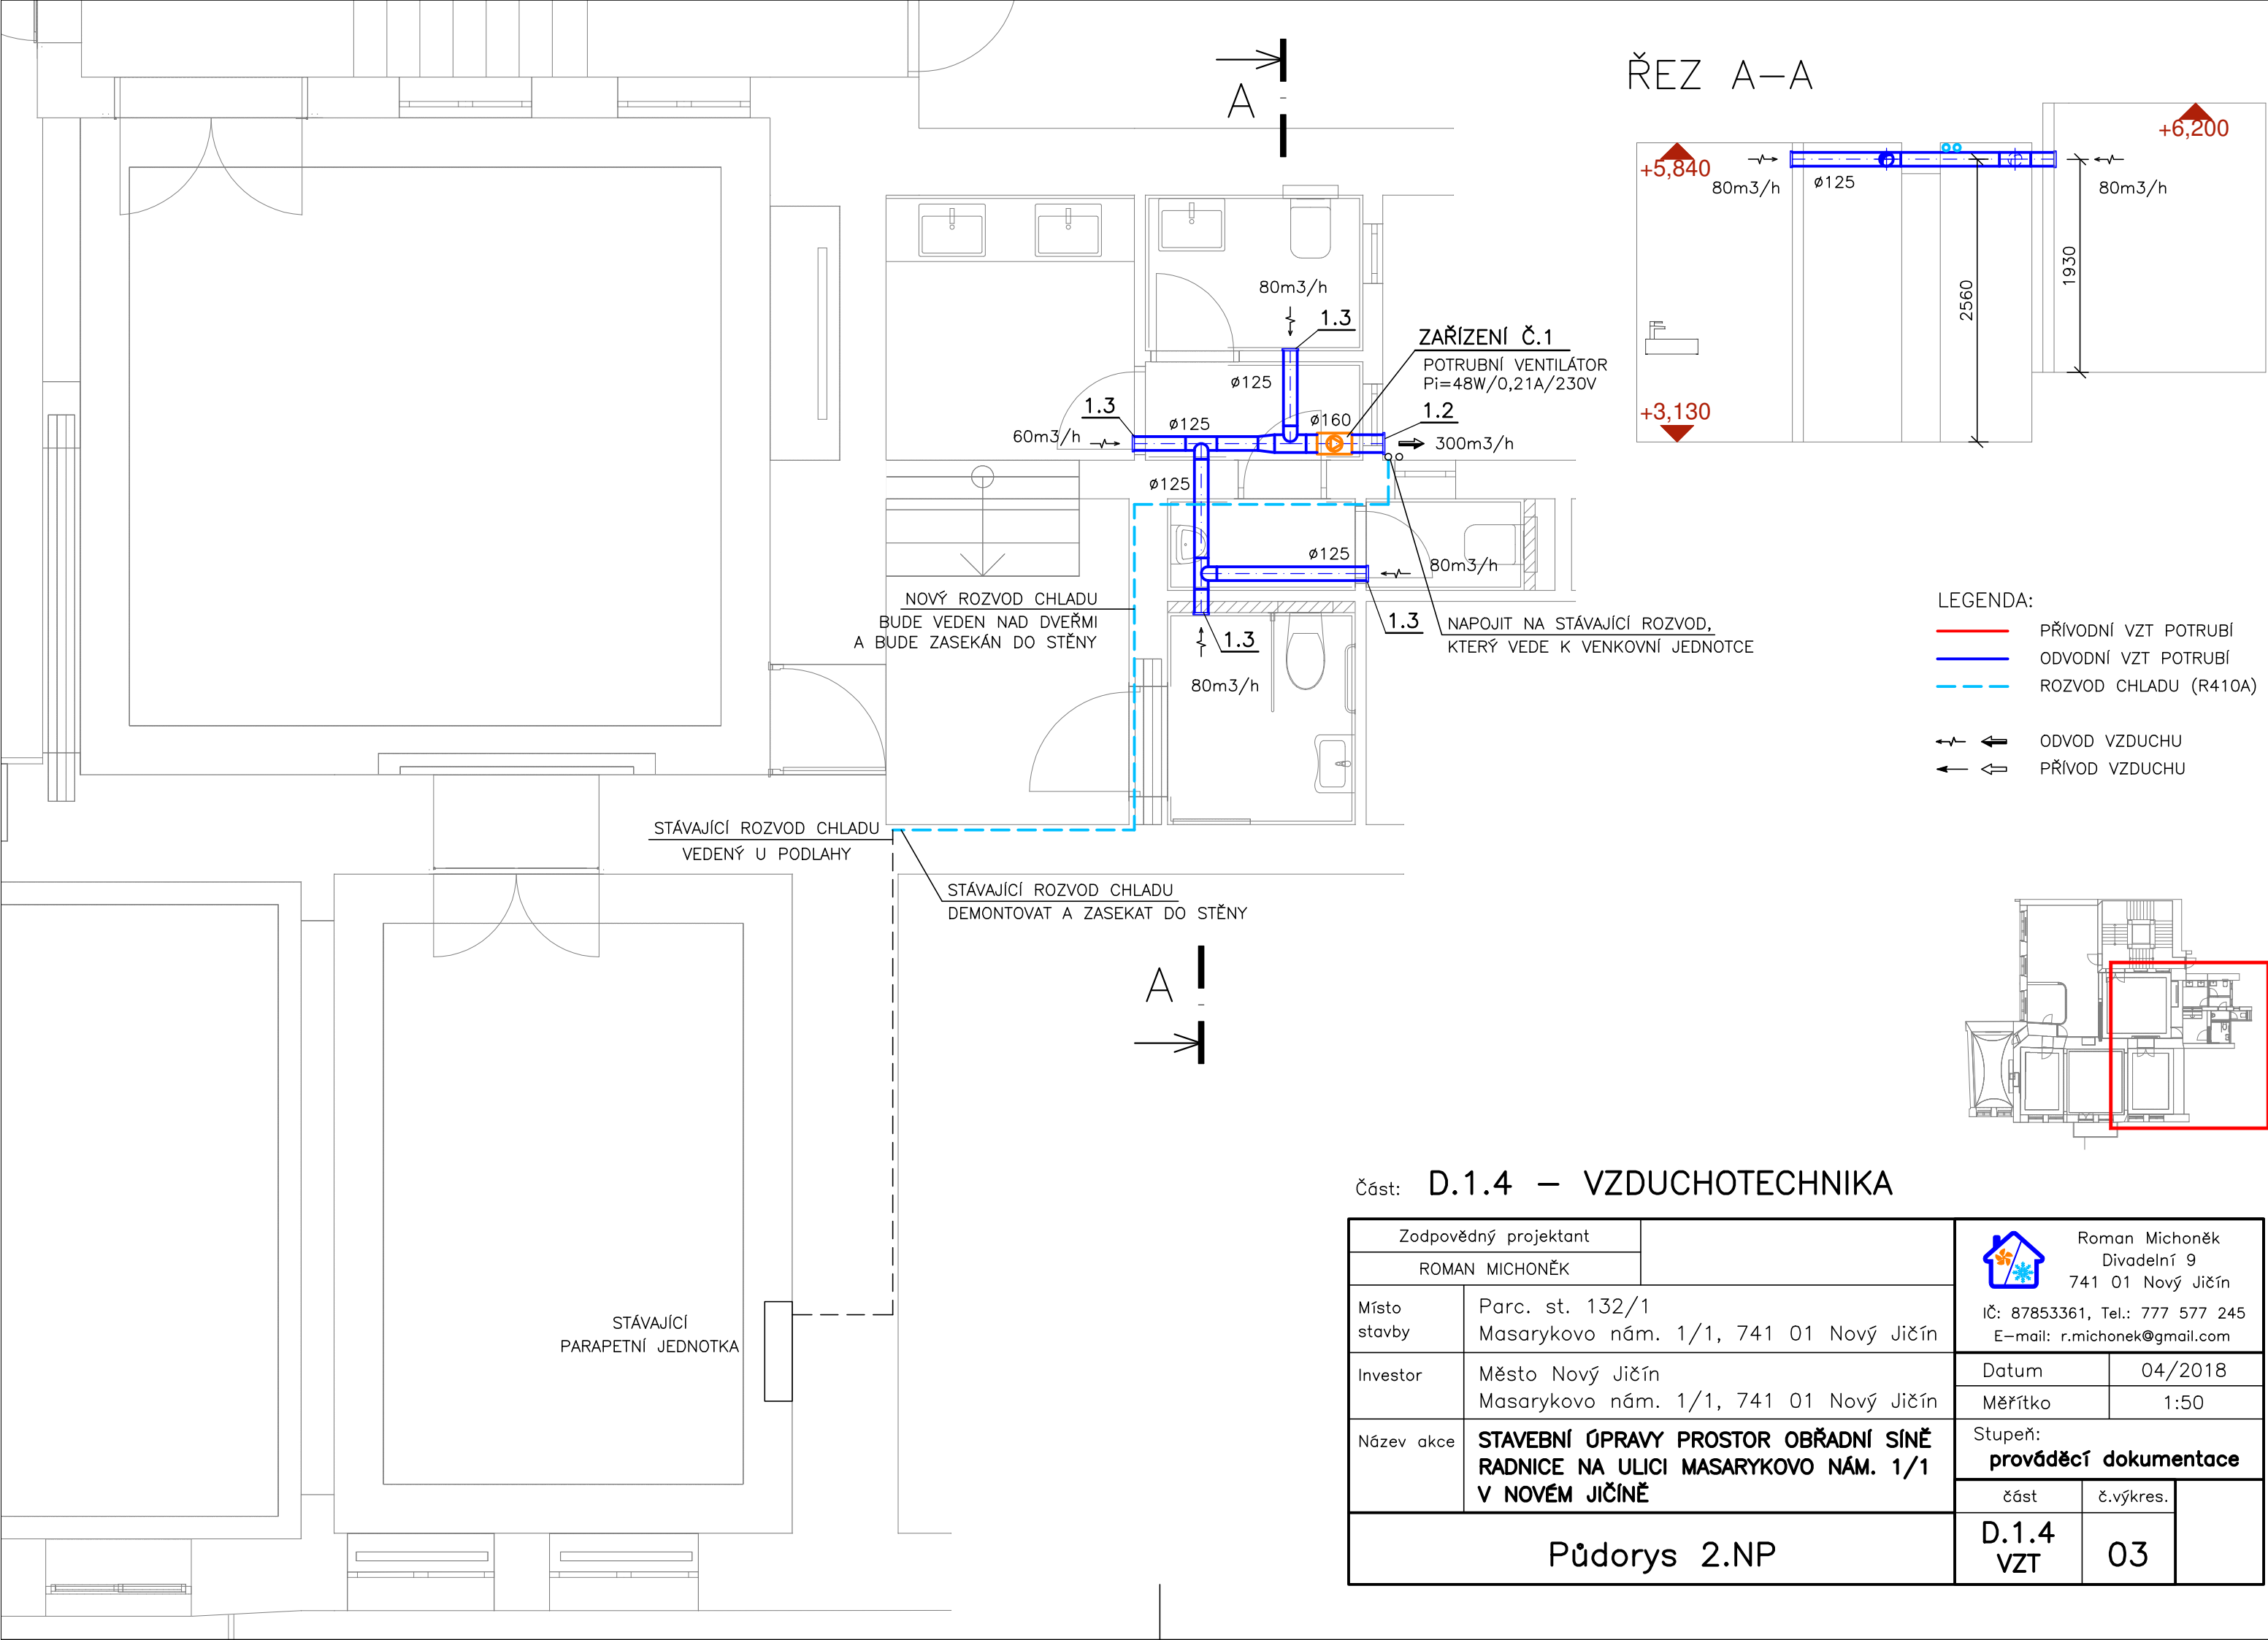 A
ŘEZ A-A
+5,840
80m3/h
ø125
+6,200
80m3/h
1930
2560
+3,130
80m3/h
1.3
ø125
ZAŘÍZENÍ Č.1
POTRUBNÍ VENTILÁTOR
Pi=48W/0,21A/230V
1.3
ø125
ø160
1.2
60m3/h
300m3/h
ø125
ø125
80m3/h
NOVÝ ROZVOD CHLADU
BUDE VEDEN NAD DVEŘMI
A BUDE ZASEKÁN DO STĚNY
1.3
1.3
80m3/h
NAPOJIT NA STÁVAJÍCÍ ROZVOD,
KTERÝ VEDE K VENKOVNÍ JEDNOTCE
LEGENDA:
PŘÍVODNÍ VZT POTRUBÍ
ODVODNÍ VZT POTRUBÍ
ROZVOD CHLADU (R410A)
ODVOD VZDUCHU
PŘÍVOD VZDUCHU
STÁVAJÍCÍ ROZVOD CHLADU
VEDENÝ U PODLAHY
STÁVAJÍCÍ ROZVOD CHLADU
DEMONTOVAT A ZASEKAT DO STĚNY
A
STÁVAJÍCÍ
PARAPETNÍ JEDNOTKA
Část: D.1.4 - VZDUCHOTECHNIKA
Zodpovědný projektant
ROMAN MICHONĚK
Místo
stavby
Parc. st. 132/1
Masarykovo nám. 1/1, 741 01 Nový Jičín
Investor
Město Nový Jičín
Masarykovo nám. 1/1, 741 01 Nový Jičín
Název akce
STAVEBNÍ ÚPRAVY PROSTOR OBŘADNÍ SÍNĚ
RADNICE NA ULICI MASARYKOVO NÁM. 1/1
V NOVÉM JIČÍNĚ
Půdorys 2.NP
Roman Michoněk
Divadelní 9
741 01 Nový Jičín
IČ: 87853361, Tel.: 777 577 245
E-mail: r.michonek@gmail.com
Datum
04/2018
Měřítko
1:50
Stupeň:
prováděcí dokumentace
část
č.výkres.
D.1.4
VZT
03